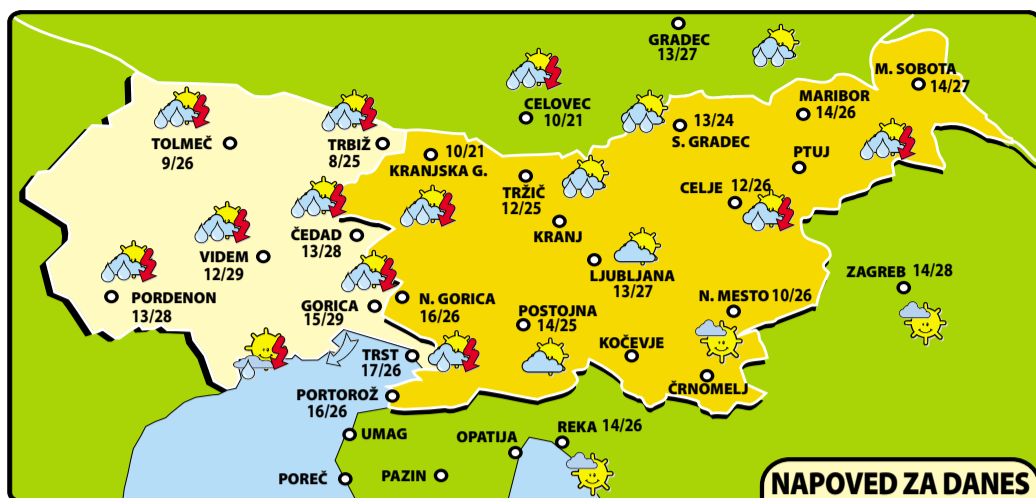 GRADEC
13/27
M. SOBOTA
14/27
CELOVEC
10/21
MARIBOR
14/26
13/24
S. GRADEC
TOLMEČ
9/26
TRBIŽ
8/25
10/21
KRANJSKA G.
PTUJ
TRŽIČ
12/25
CELJE 12/26
KRANJ
ČEDAD
13/28
VIDEM
12/29
LJUBLJANA
13/27
ZAGREB 14/28
PORDENON
13/28
GORICA
15/29
N. GORICA
16/26
N. MESTO 10/26
POSTOJNA
14/25
KOČEVJE
TRST
17/26
ČRNOMELJ
PORTOROŽ
16/26
UMAG
OPATIJA
REKA 14/26
POREČ
PAZIN
NAPOVED ZA DANES